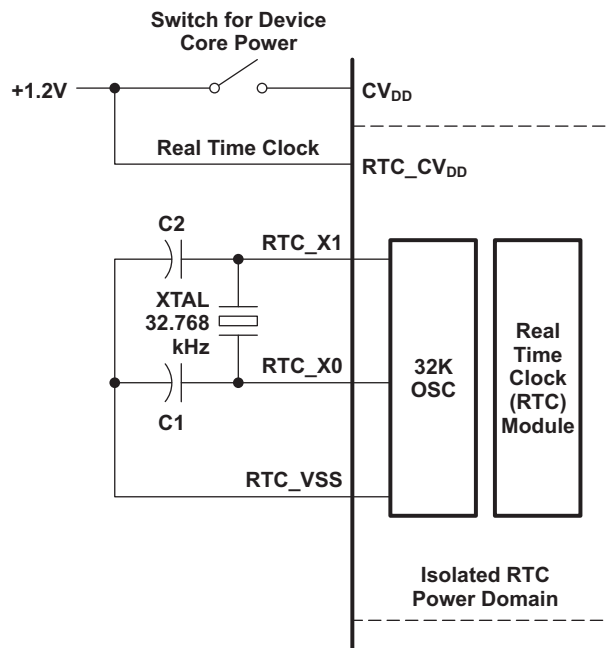 Switch for Device
Core Power
+1.2V
CVDD
Real Time Clock
RTC_CVDD
C2
RTC_X1
XTAL
32.768
kHz
RTC_X0
C1
32K
OSC
Real
Time
Clock
(RTC)
Module
RTC_VSS
Isolated RTC
Power Domain